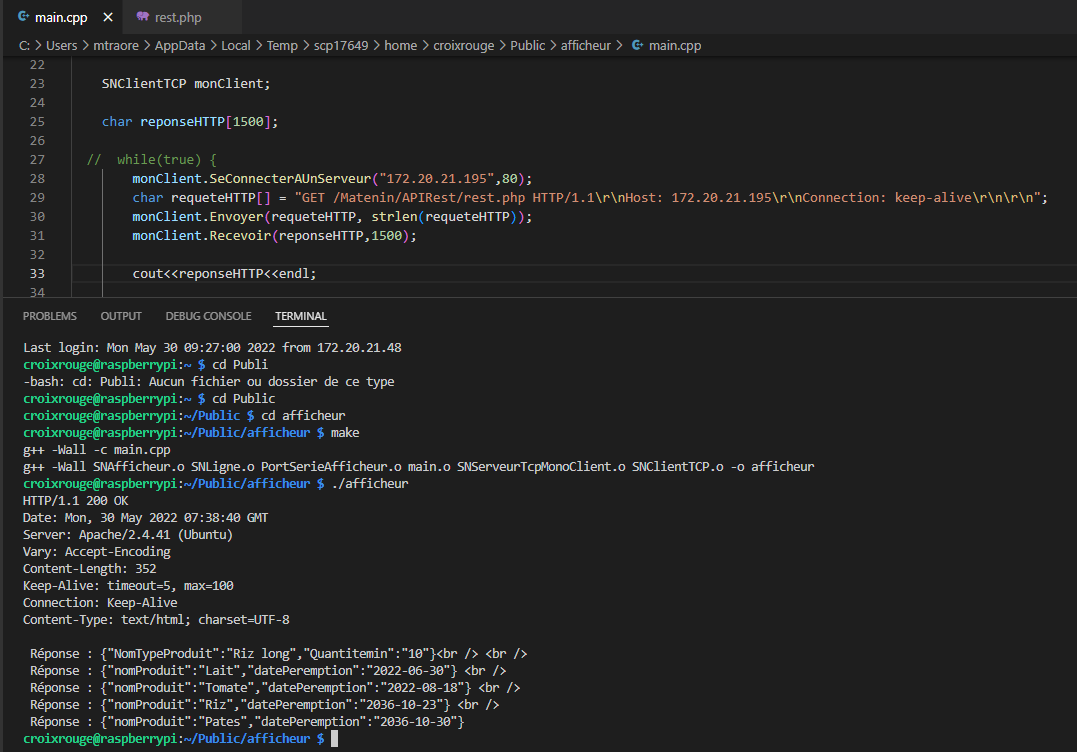 main.cpp
rest.php
C: > Users > mtraore > AppData > Local > Temp > scp17649 > home > croixrouge > Public > afficheur > main.cpp
22
23 SNClientTCP monClient;
24
25 char reponseHTTP[1500];
26
27 // while(true) {
28 monClient.SeConnecterAUnServeur("172.20.21.195",80);
29 char requeteHTTP[] = "GET /Matenin/APIRest/rest.php HTTP/1.1\r\nHost: 172.20.21.195\r\nConnection: keep-alive\r\n\r\n";
30 monClient.Envoyer(requeteHTTP, strlen(requeteHTTP));
31 monClient.Recevoir(reponseHTTP,1500);
32
33 cout<<reponseHTTP<<endl;
34
PROBLEMS OUTPUT DEBUG CONSOLE TERMINAL
Last login: Mon May 30 09:27:00 2022 from 172.20.21.48
croixrouge@raspberrypi:~ $ cd Publi
-bash: cd: Publi: Aucun fichier ou dossier de ce type
croixrouge@raspberrypi:~ $ cd Public
croixrouge@raspberrypi:~/Public $ cd afficheur
croixrouge@raspberrypi:~/Public/afficheur $ make
g++ -Wall -c main.cpp
g++ -Wall SNAfficheur.o SNLigne.o PortSerieAfficheur.o main.o SNServeurTcpMonoClient.o SNClientTCP.o -o afficheur
croixrouge@raspberrypi:~/Public/afficheur $ ./afficheur
HTTP/1.1 200 OK
Date: Mon, 30 May 2022 07:38:40 GMT
Server: Apache/2.4.41 (Ubuntu)
Vary: Accept-Encoding
Content-Length: 352
Keep-Alive: timeout=5, max=100
Connection: Keep-Alive
Content-Type: text/html; charset=UTF-8
Réponse : {"NomTypeProduit":"Riz long","Quantitemin":"10"}<br /> <br />
Réponse : {"nomProduit":"Lait","datePeremption":"2022-06-30"} <br />
Réponse : {"nomProduit":"Tomate","datePeremption":"2022-08-18"} <br />
Réponse : {"nomProduit":"Riz","datePeremption":"2036-10-23"} <br />
Réponse : {"nomProduit":"Pates","datePeremption":"2036-10-30"}
croixrouge@raspberrypi:~/Public/afficheur $